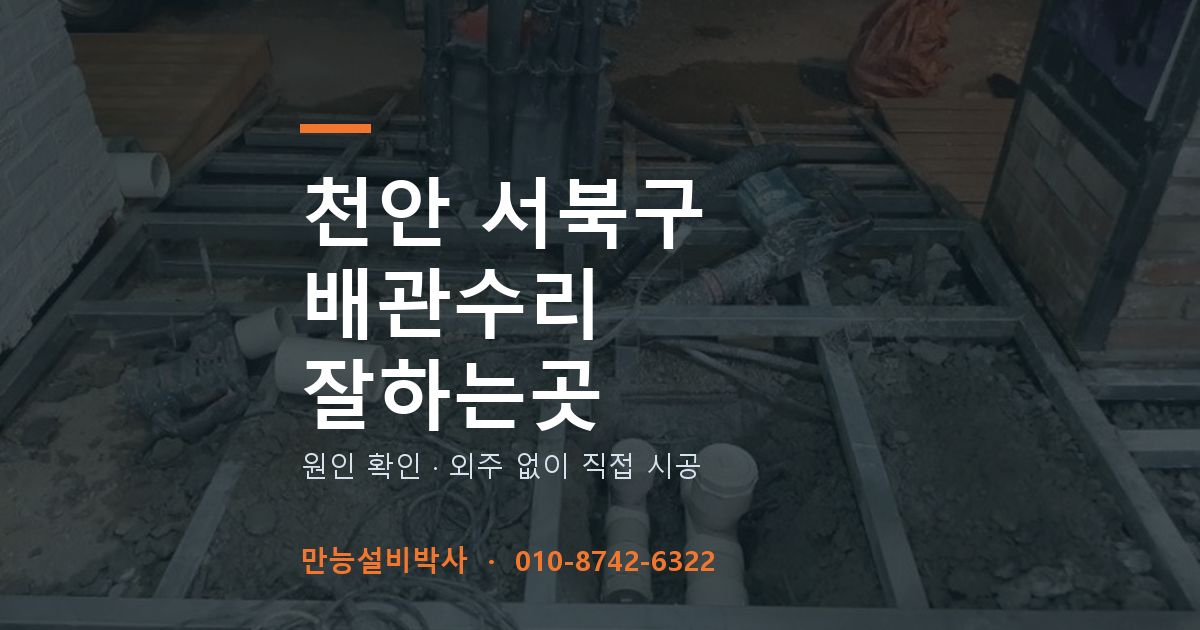 천안 서북구
배관수리
잘하는곳
원인 확인 · 외주 없이 직접 시공
만능설비박사 · 010-8742-6322